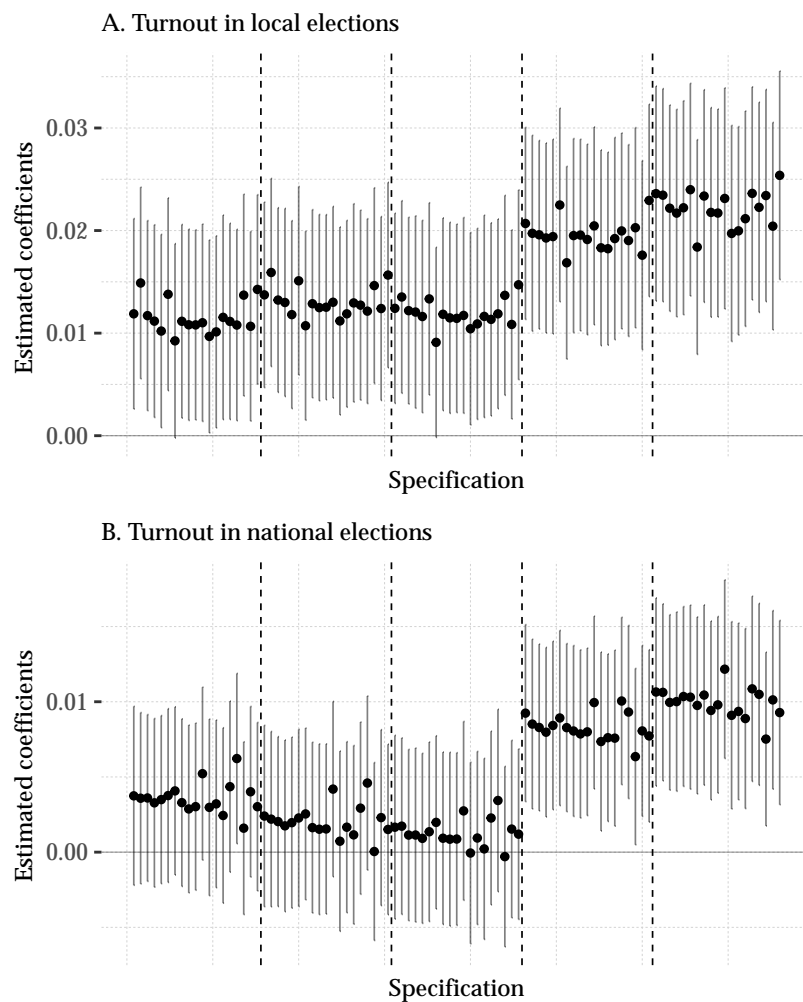 A. Turnout in local elections
0.03
0.02
0.01
0.00
Estimated coefficients
Specification
B. Turnout in national elections
0.01
0.00
Estimated coefficients
Specification